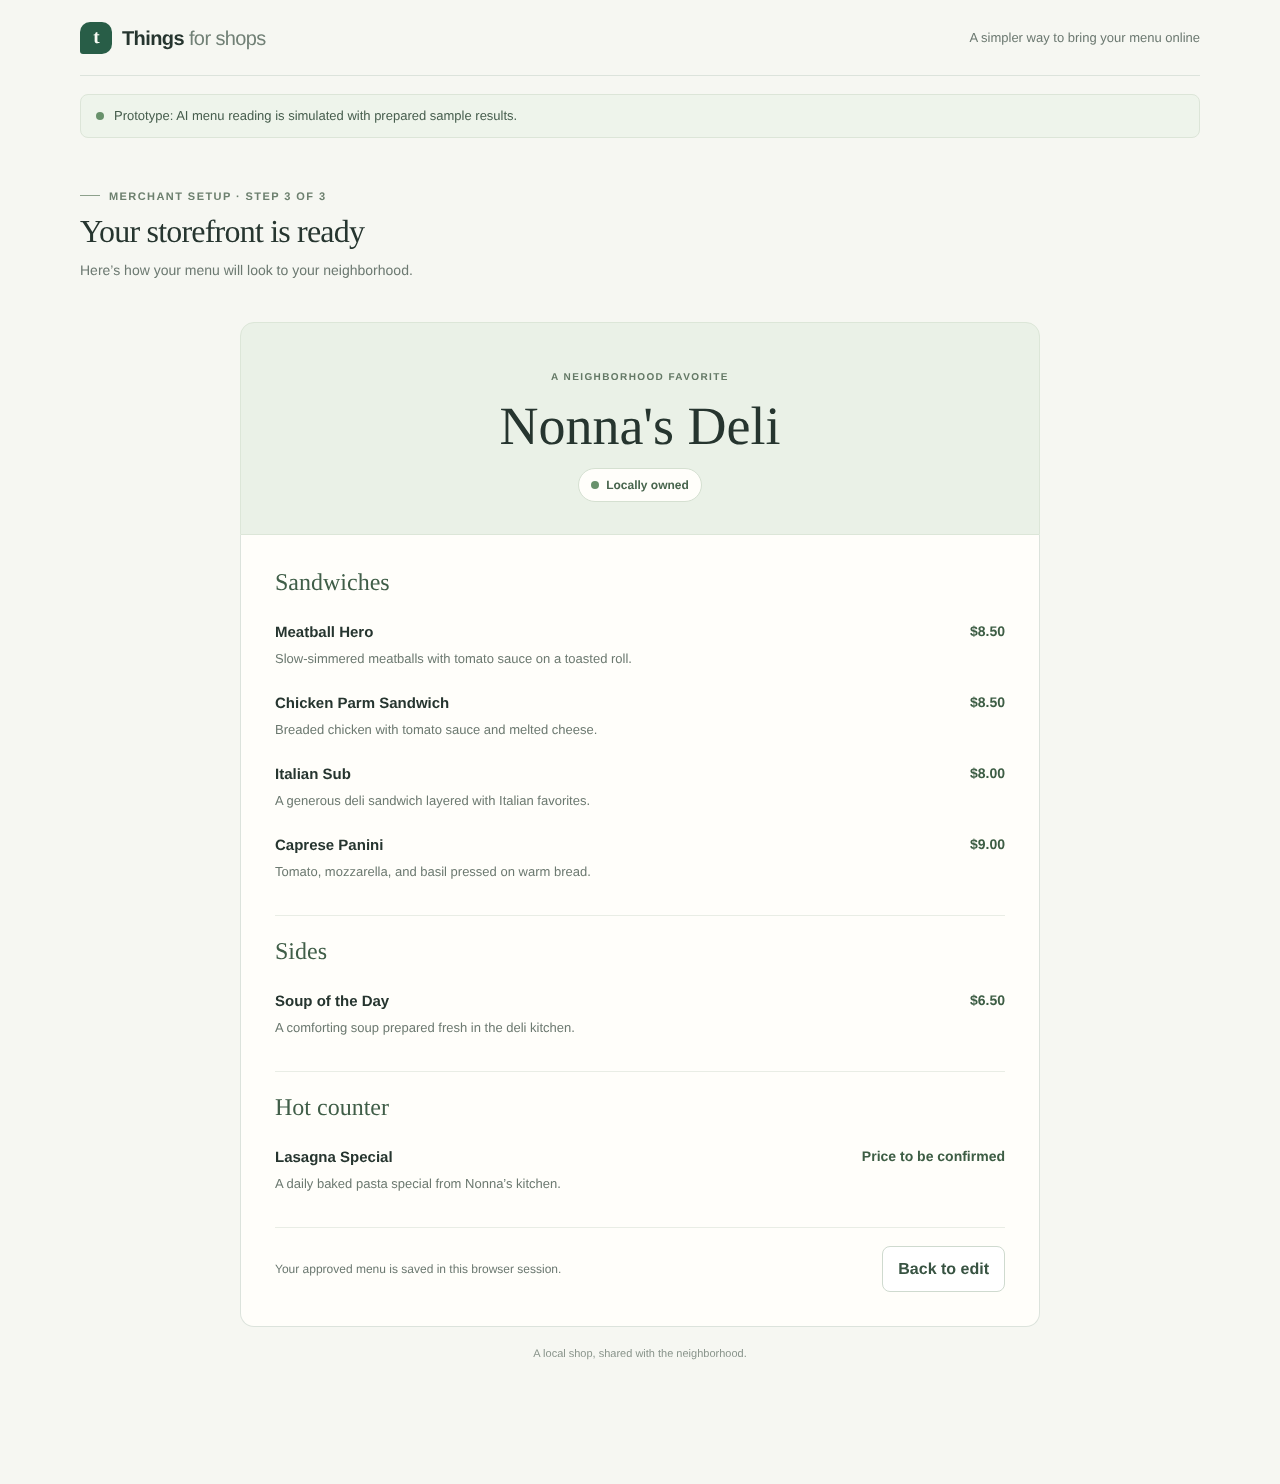 t Things for shops
A simpler way to bring your menu online
Prototype: AI menu reading is simulated with prepared sample results.
MERCHANT SETUP · STEP 3 OF 3
Your storefront is ready
Here’s how your menu will look to your neighborhood.
A NEIGHBORHOOD FAVORITE
Nonna's Deli
Locally owned
Sandwiches
Meatball Hero $8.50
Slow-simmered meatballs with tomato sauce on a toasted roll.
Chicken Parm Sandwich $8.50
Breaded chicken with tomato sauce and melted cheese.
Italian Sub $8.00
A generous deli sandwich layered with Italian favorites.
Caprese Panini $9.00
Tomato, mozzarella, and basil pressed on warm bread.
Sides
Soup of the Day $6.50
A comforting soup prepared fresh in the deli kitchen.
Hot counter
Lasagna Special Price to be confirmed
A daily baked pasta special from Nonna's kitchen.
Your approved menu is saved in this browser session.
Back to edit
A local shop, shared with the neighborhood.